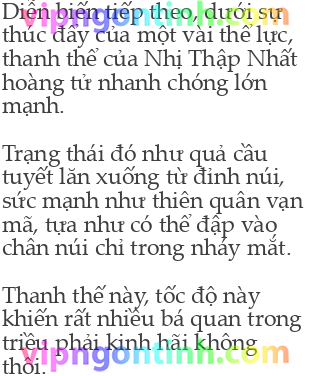 Diễn biến tiếp theo, dưới sự
thúc đẩy của một vài thế lực,
thanh thế của Nhị Thập Nhất
hoàng tử nhanh chóng lớn
mạnh.
Trạng thái đó như quả cầu
tuyết lăn xuống từ đỉnh núi,
sức mạnh như thiên quân vạn
mã, tựa như có thể đập vào
chân núi chỉ trong nháy mắt.
Thanh thế này, tốc độ này
khiến rất nhiều bá quan trong
triều phải kinh hãi không
thôi.
vipngontinh.com
vipngontinh.com